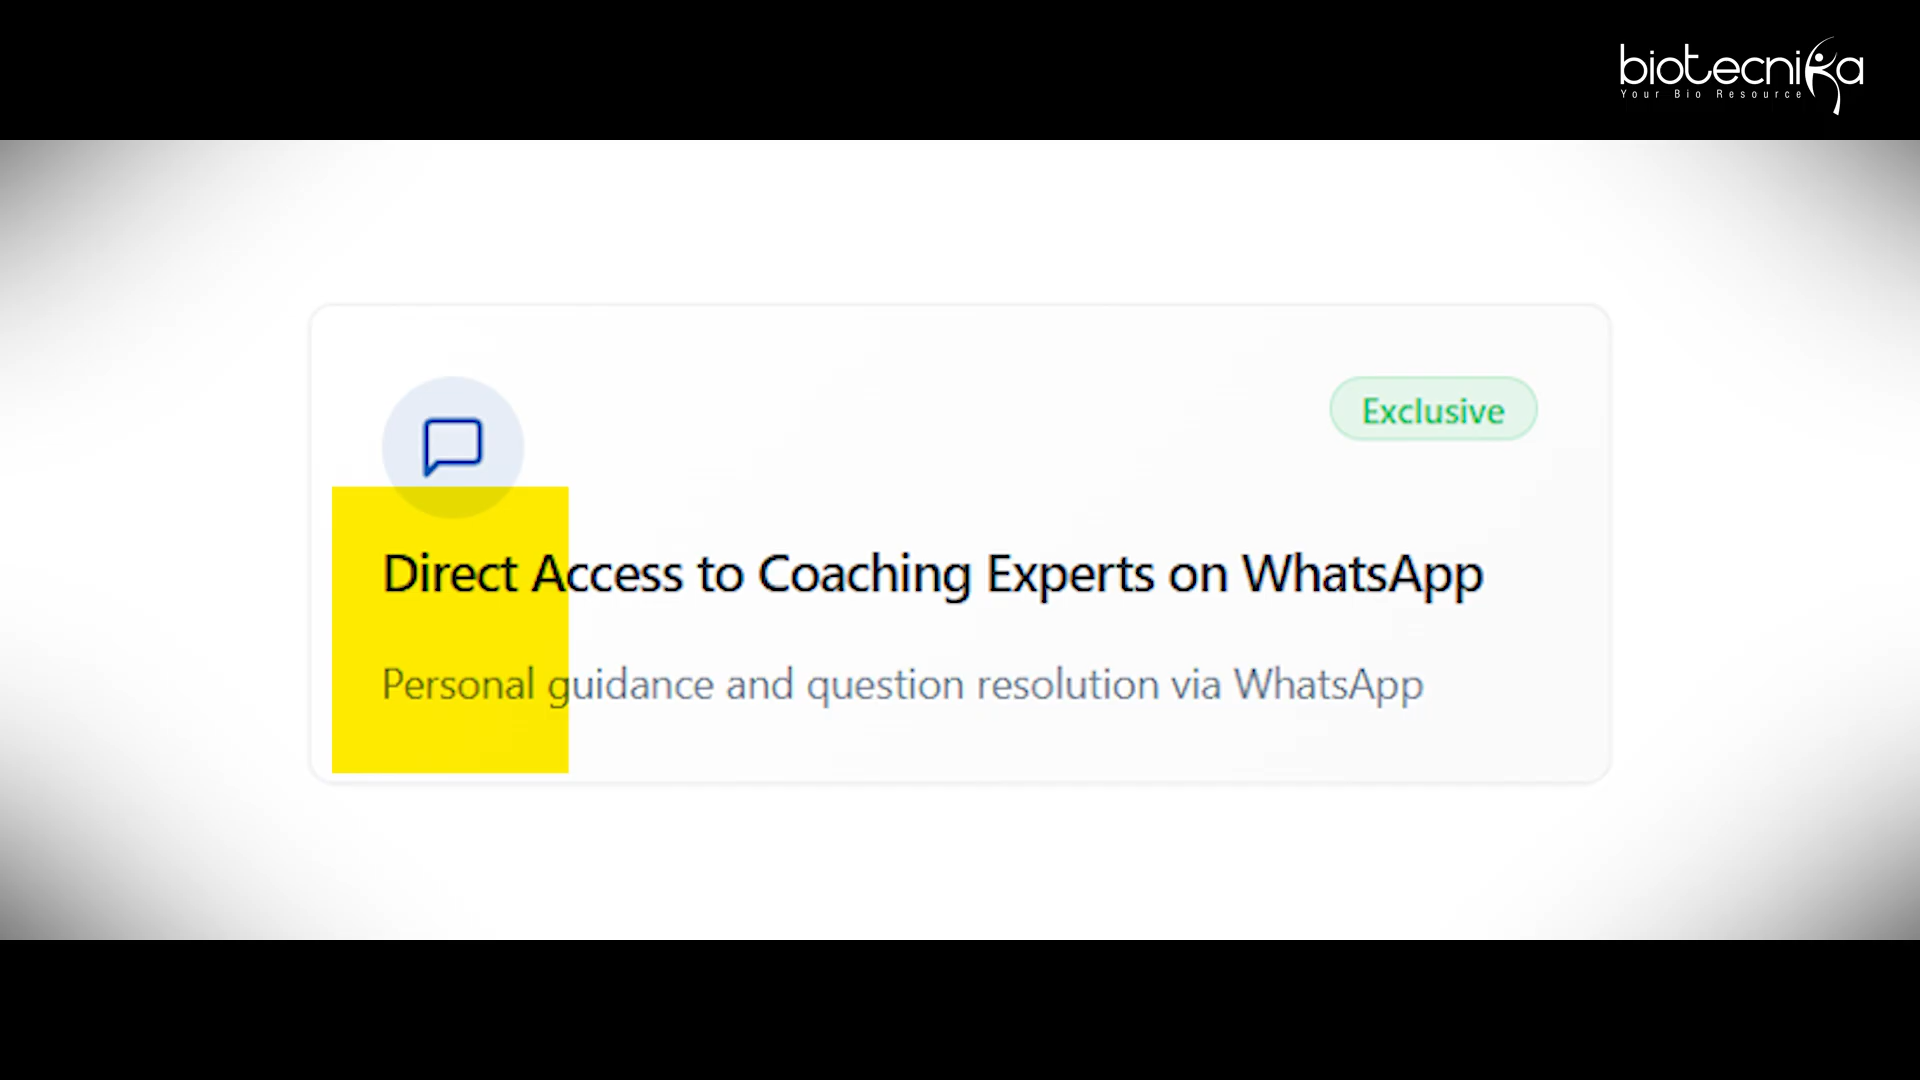 biotecnika
Your Bio Resource
Exclusive
Direct Access to Coaching Experts on WhatsApp
Personal guidance and question resolution via WhatsApp